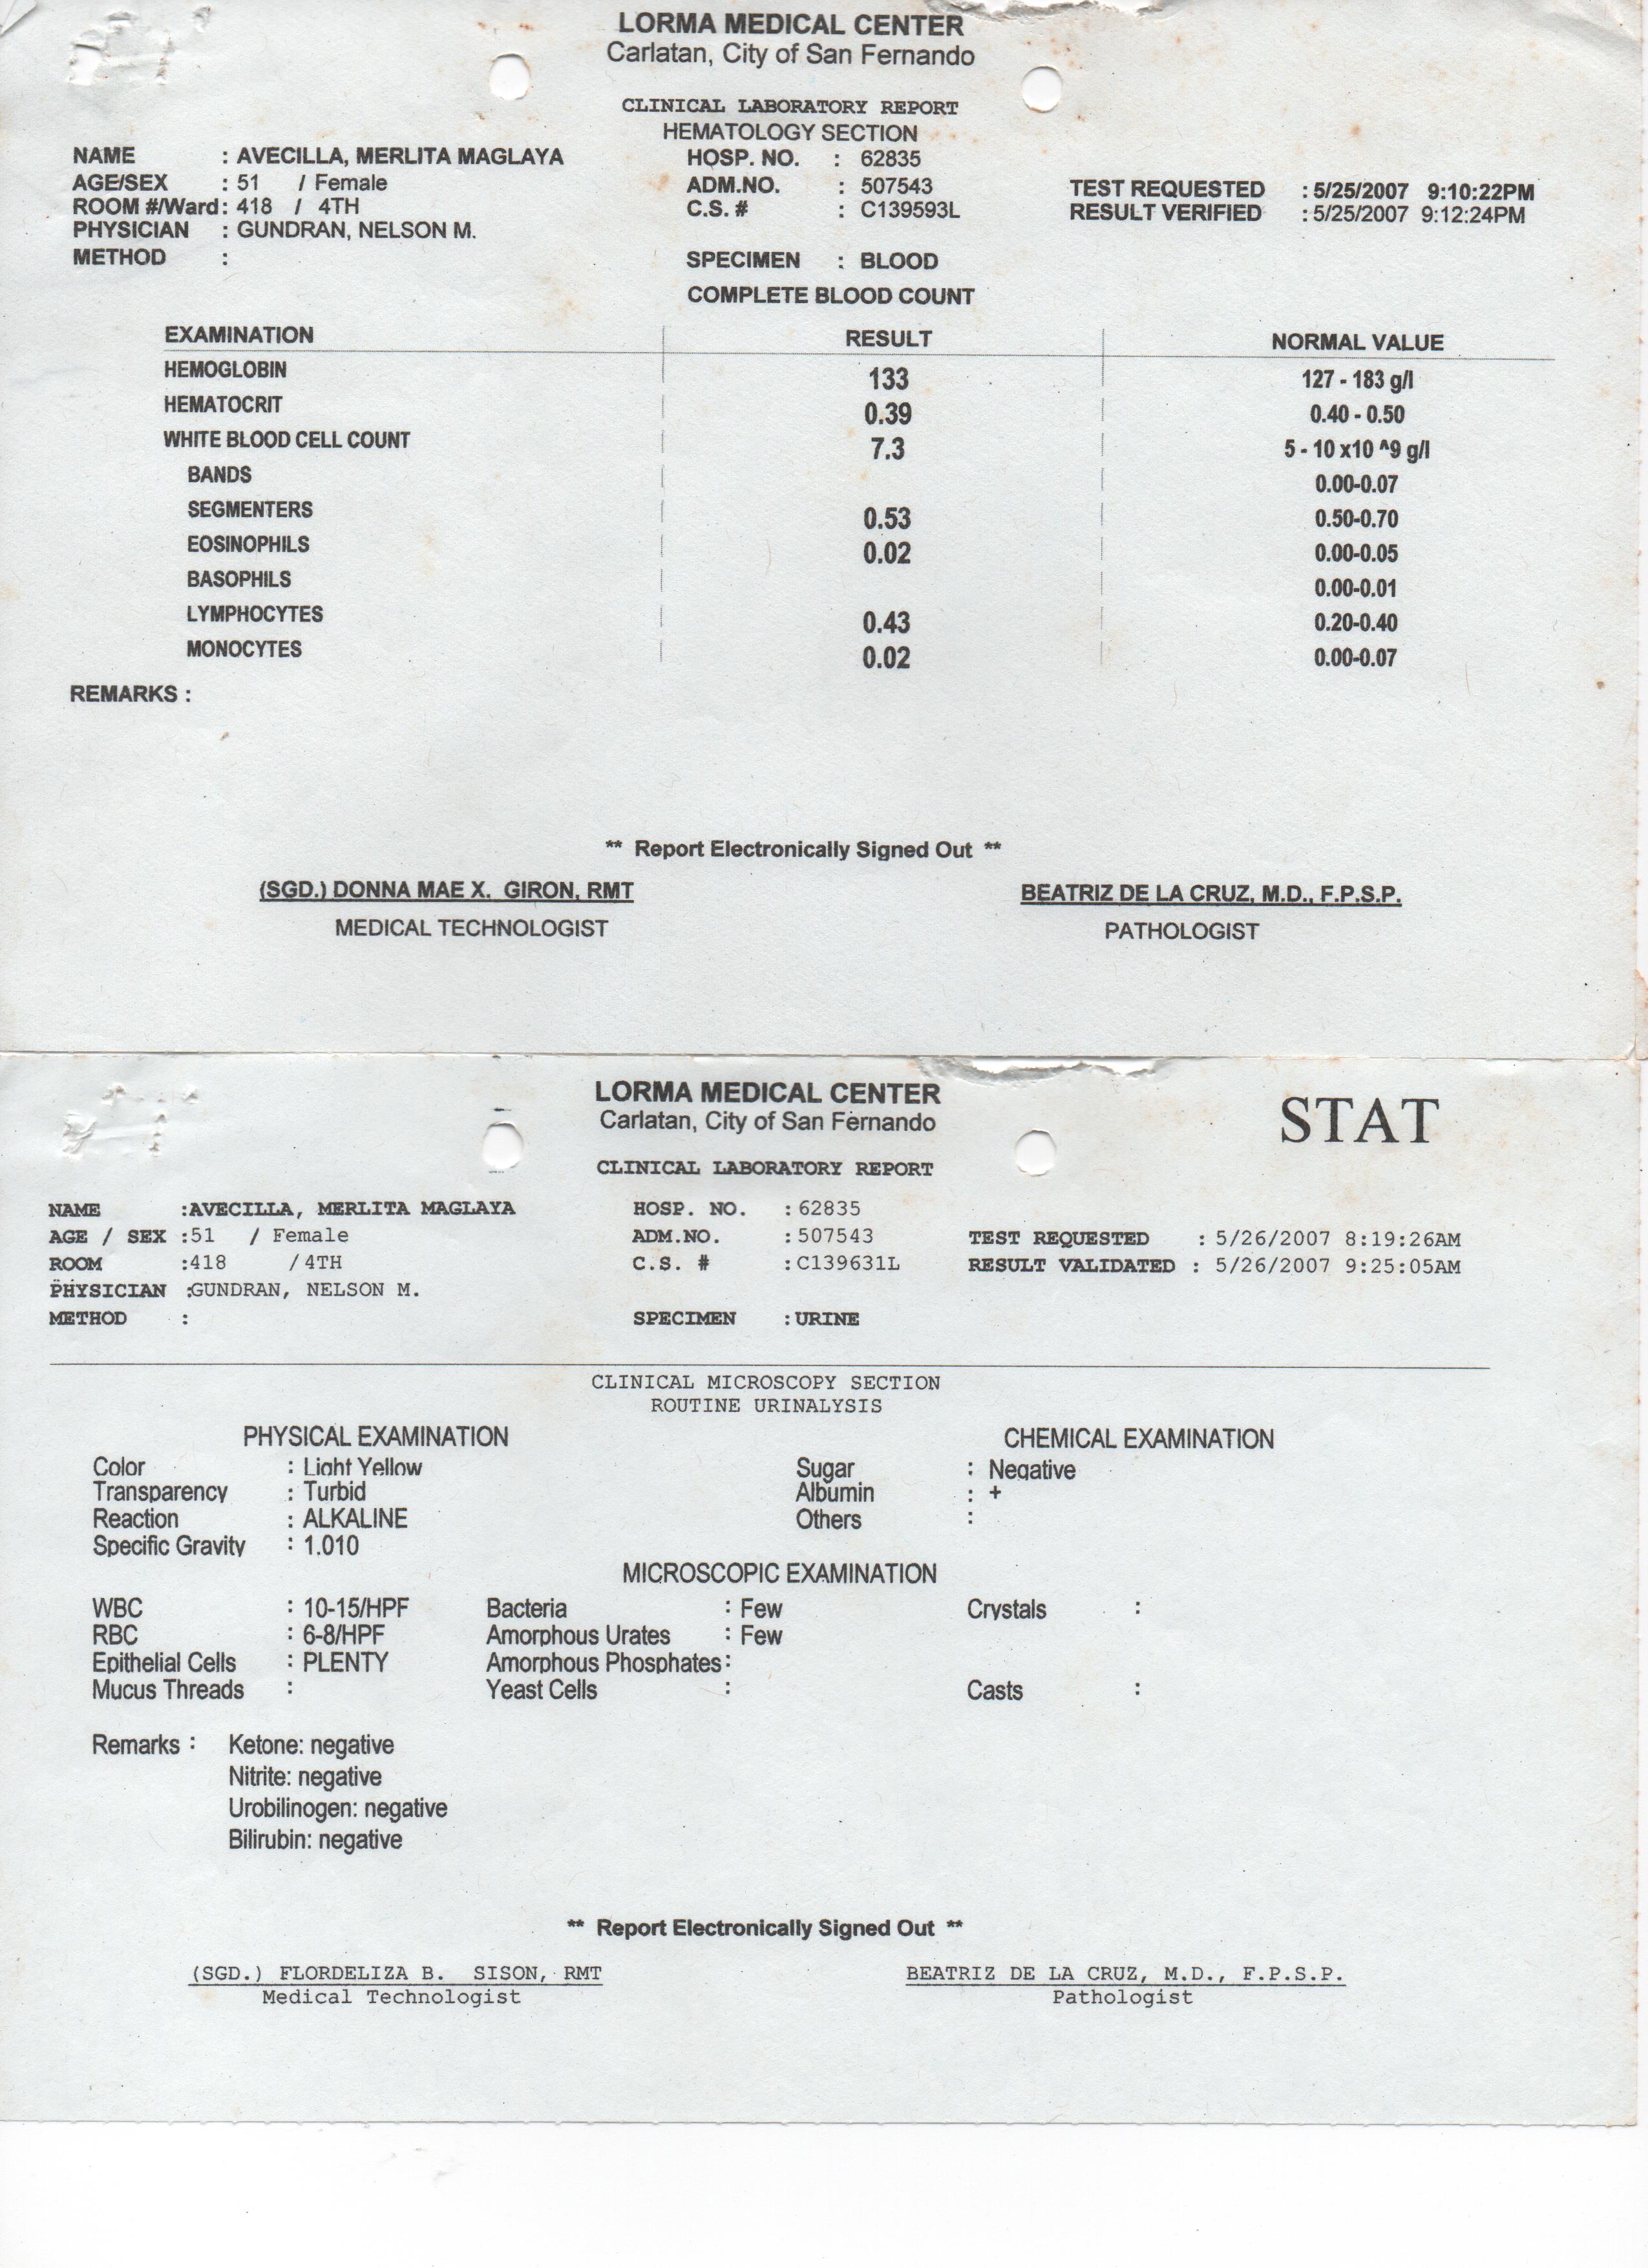 LORMA MEDICAL CENTER
Carlatan, City of San Fernando
CLINICAL LABORATORY REPORT
HEMATOLOGY SECTION
NAME : AVECILLA, MERLITA MAGLAYA HOSP. NO. : 62835
AGE/SEX : 51 / Female ADM.NO. : 507543 TEST REQUESTED : 5/25/2007 9:10:22PM
ROOM #/Ward: 418 / 4TH C.S. # : C139593L RESULT VERIFIED : 5/25/2007 9:12:24PM
PHYSICIAN : GUNDRAN, NELSON M.
METHOD : SPECIMEN : BLOOD
COMPLETE BLOOD COUNT
EXAMINATION RESULT NORMAL VALUE
HEMOGLOBIN 133 127 - 183 g/l
HEMATOCRIT 0.39 0.40 - 0.50
WHITE BLOOD CELL COUNT 7.3 5 - 10 x10 ^9 g/l
BANDS 0.00-0.07
SEGMENTERS 0.53 0.50-0.70
EOSINOPHILS 0.02 0.00-0.05
BASOPHILS 0.00-0.01
LYMPHOCYTES 0.43 0.20-0.40
MONOCYTES 0.02 0.00-0.07
REMARKS :
** Report Electronically Signed Out **
(SGD.) DONNA MAE X. GIRON, RMT BEATRIZ DE LA CRUZ, M.D., F.P.S.P.
MEDICAL TECHNOLOGIST PATHOLOGIST
LORMA MEDICAL CENTER
Carlatan, City of San Fernando
STAT
CLINICAL LABORATORY REPORT
NAME :AVECILLA, MERLITA MAGLAYA HOSP. NO. :62835
AGE / SEX :51 / Female ADM.NO. :507543 TEST REQUESTED : 5/26/2007 8:19:26AM
ROOM :418 /4TH C.S. # :C139631L RESULT VALIDATED : 5/26/2007 9:25:05AM
PHYSICIAN :GUNDRAN, NELSON M.
METHOD : SPECIMEN :URINE
CLINICAL MICROSCOPY SECTION
ROUTINE URINALYSIS
PHYSICAL EXAMINATION CHEMICAL EXAMINATION
Color : Light Yellow Sugar : Negative
Transparency : Turbid Albumin : +
Reaction : ALKALINE Others :
Specific Gravity : 1.010
MICROSCOPIC EXAMINATION
WBC : 10-15/HPF Bacteria : Few Crystals :
RBC : 6-8/HPF Amorphous Urates : Few
Epithelial Cells : PLENTY Amorphous Phosphates:
Mucus Threads : Yeast Cells : Casts :
Remarks : Ketone: negative
Nitrite: negative
Urobilinogen: negative
Bilirubin: negative
** Report Electronically Signed Out **
(SGD.) FLORDELIZA B. SISON, RMT BEATRIZ DE LA CRUZ, M.D., F.P.S.P.
Medical Technologist Pathologist